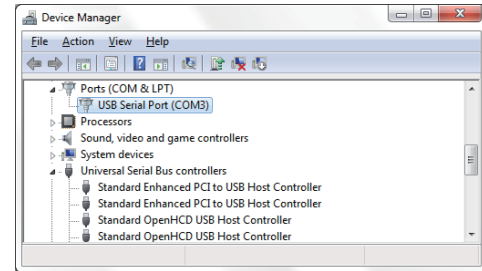 Device Manager
File Action View Help
Ports (COM & LPT)
USB Serial Port (COM3)
Processors
Sound, video and game controllers
System devices
Universal Serial Bus controllers
Standard Enhanced PCI to USB Host Controller
Standard Enhanced PCI to USB Host Controller
Standard OpenHCD USB Host Controller
Standard OpenHCD USB Host Controller